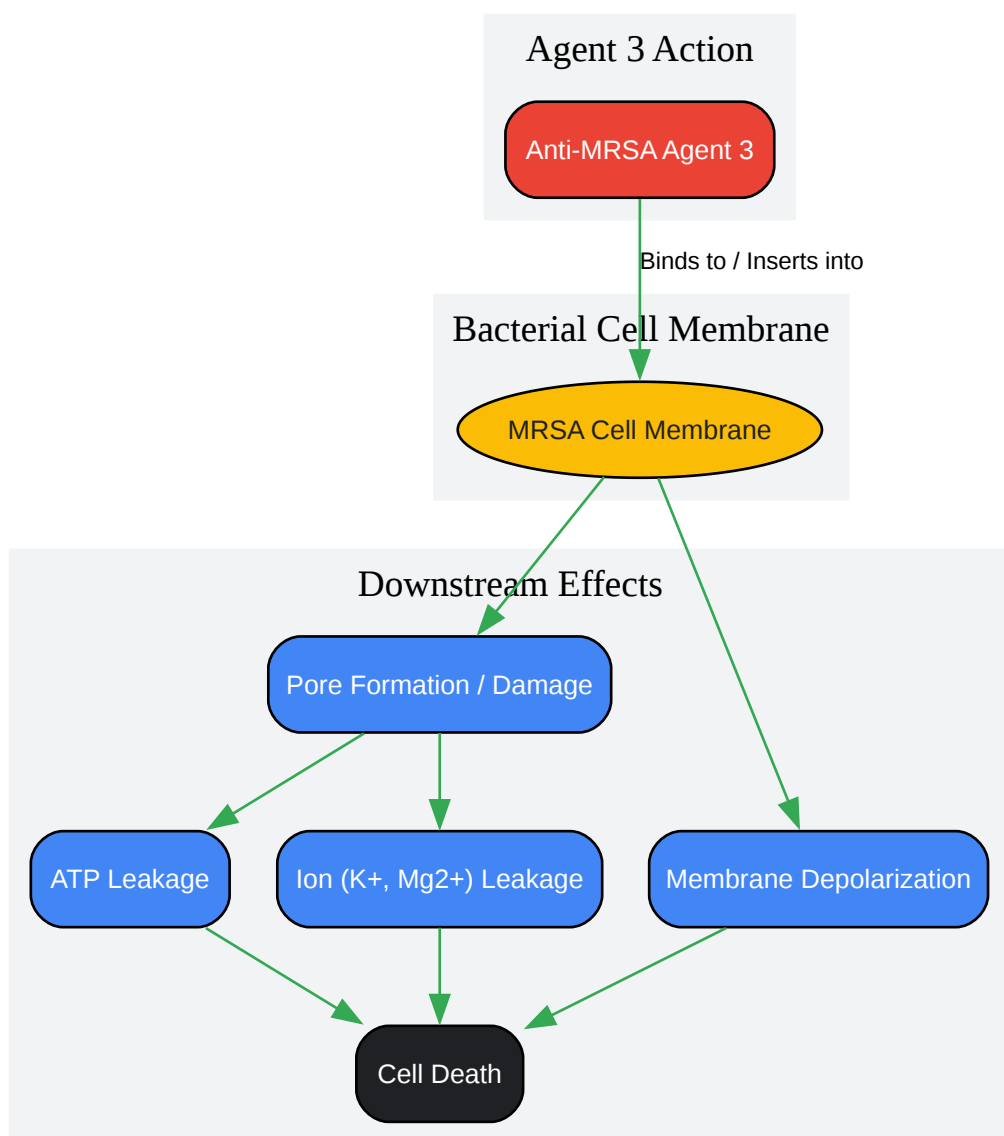 Agent 3 Action
Anti-MRSA Agent 3
Binds to / Inserts into
Bacterial Cell Membrane
MRSA Cell Membrane
Downstream Effects
Pore Formation / Damage
ATP Leakage
Ion (K+, Mg2+) Leakage
Membrane Depolarization
Cell Death